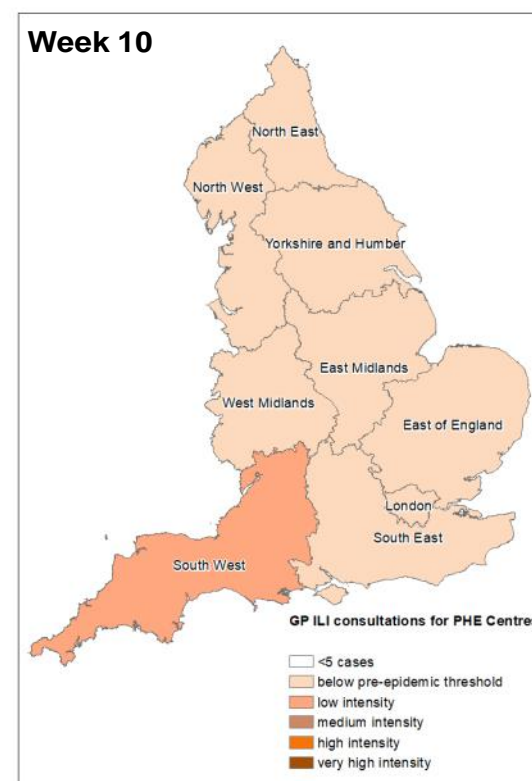 Week 10
North East
North West
Yorkshire and Humber
East Midlands
West Midlands
East of England
London
South East
South West
GP ILI consultations for PHE Centres
<5 cases
below pre-epidemic threshold
low intensity
medium intensity
high intensity
very high intensity